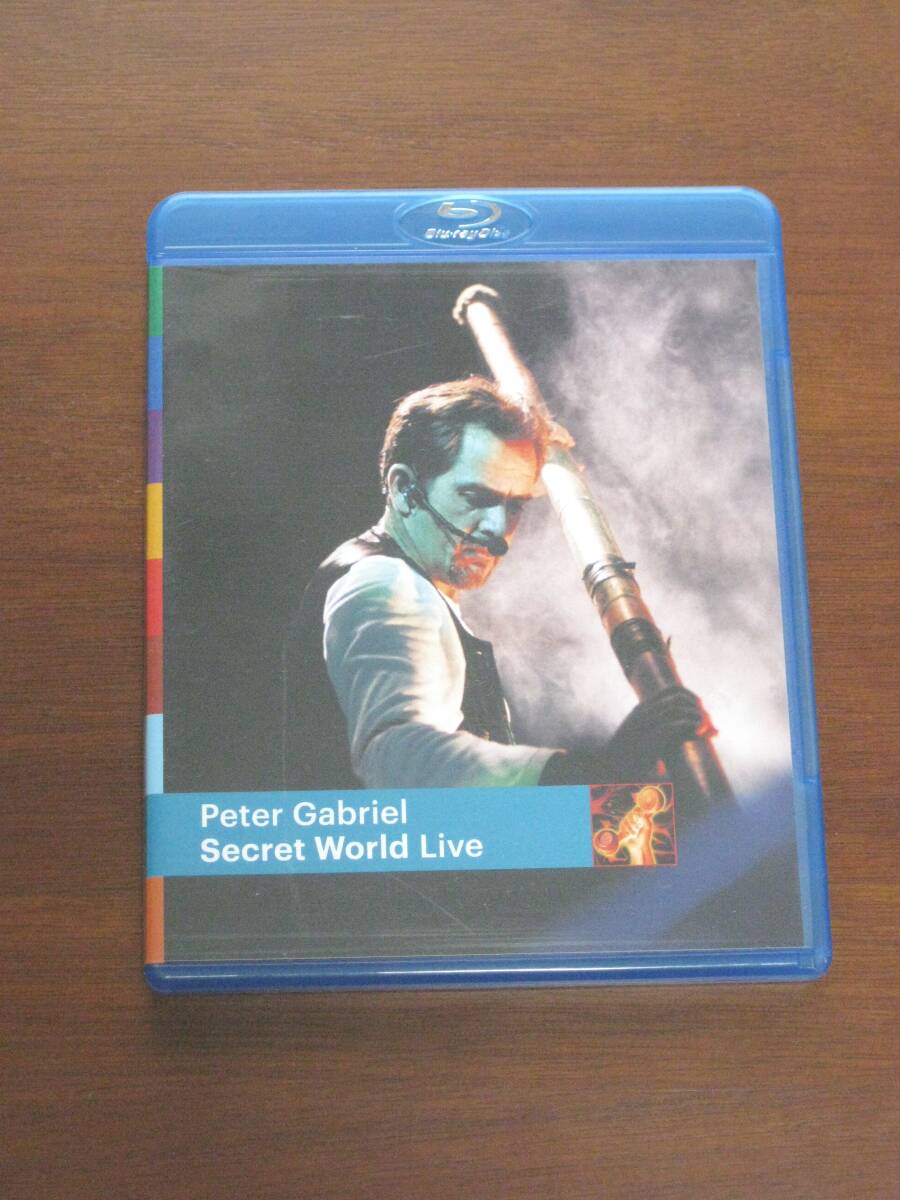 Blu-ray Disc
Peter Gabriel
Secret World Live